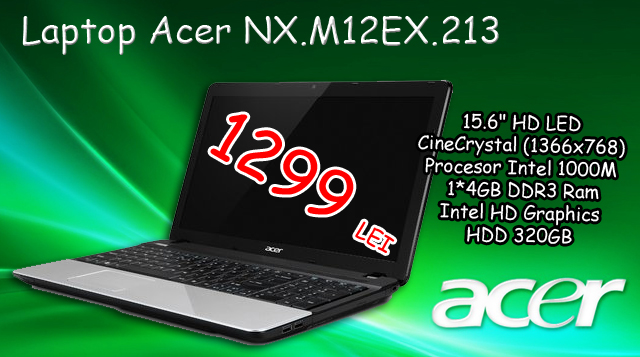 Laptop Acer NX.M12EX.213
1299
LEI
acer
15.6" HD LED
CineCrystal (1366x768)
Procesor Intel 1000M
1*4GB DDR3 Ram
Intel HD Graphics
HDD 320GB
acer